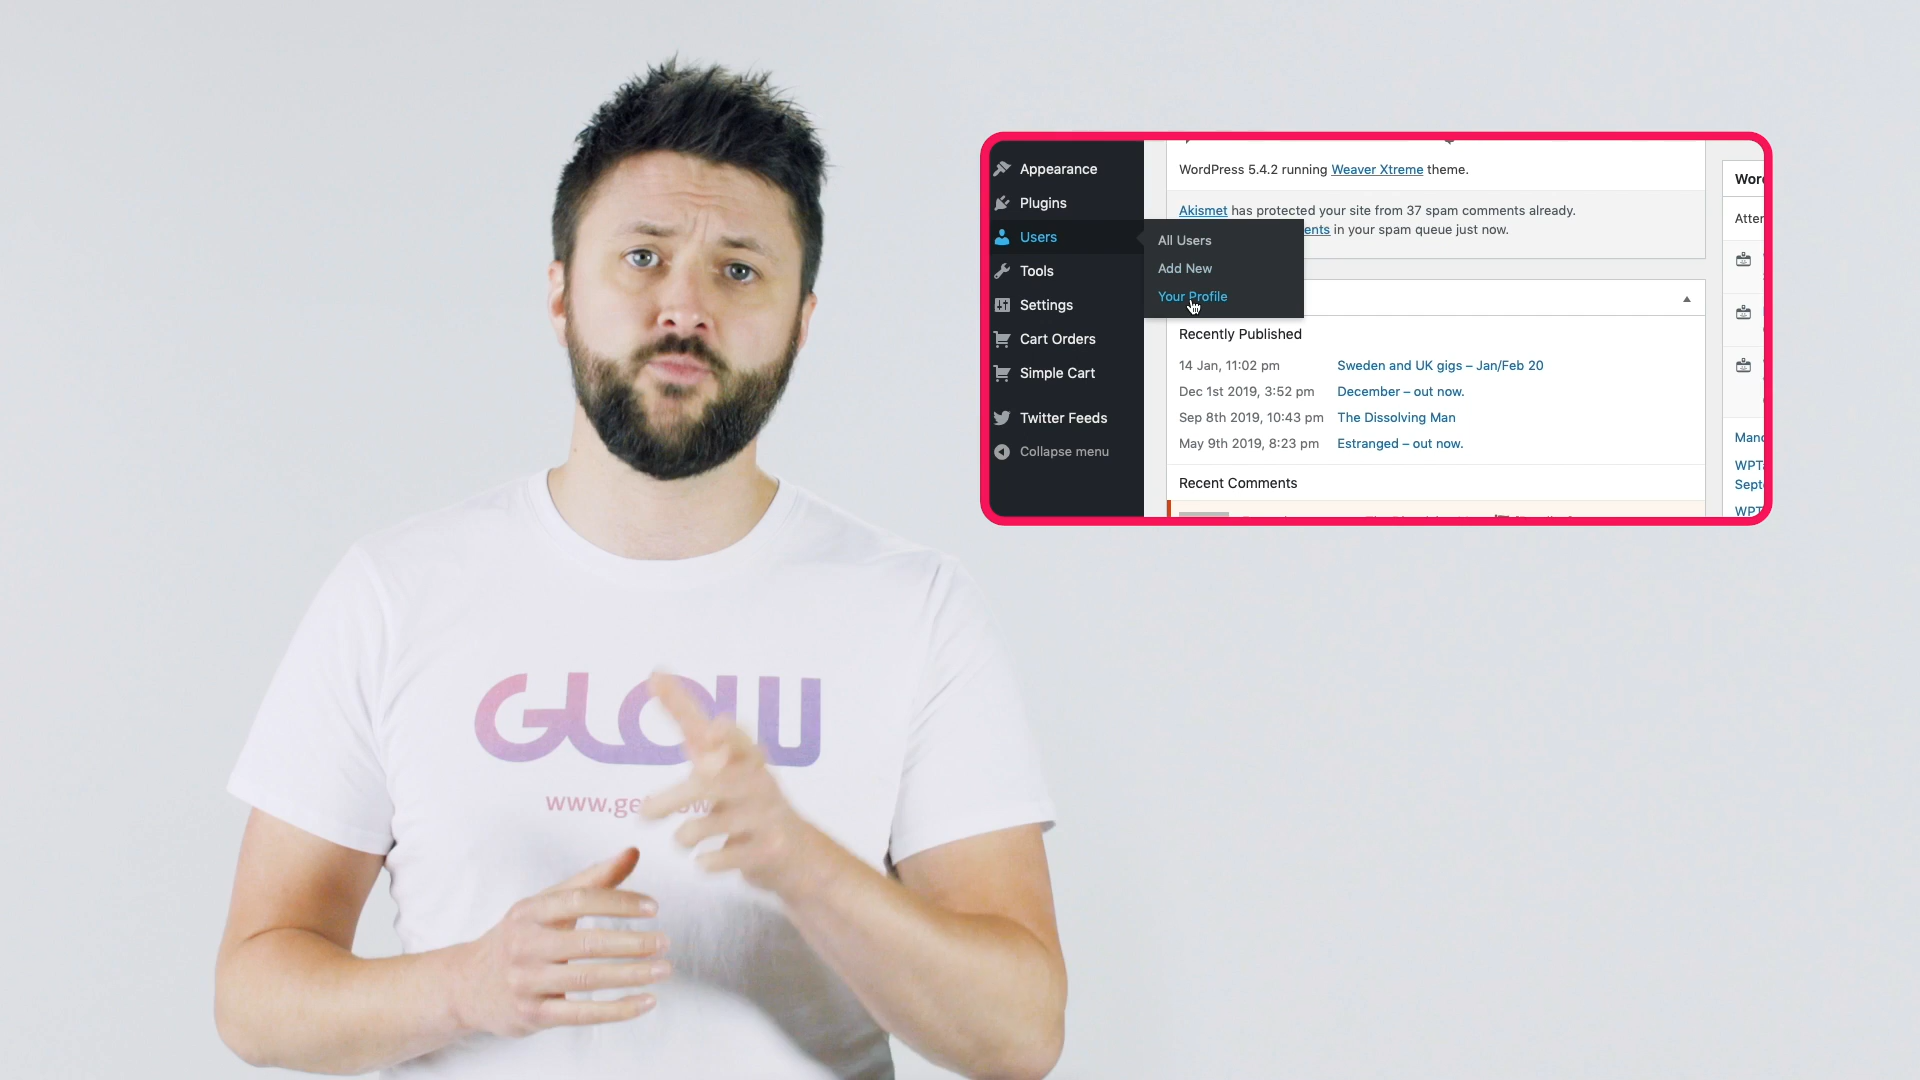 GLOW
Appearance
Plugins
Users
Tools
Settings
Cart Orders
Simple Cart
Twitter Feeds
Collapse menu
All Users
Add New
Your Profile
WordPress 5.4.2 running Weaver Xtreme theme.
Akismet has protected your site from 37 spam comments already.
in your spam queue just now.
Recently Published
14 Jan, 11:02 pm Sweden and UK gigs – Jan/Feb 20
Dec 1st 2019, 3:52 pm December – out now.
Sep 8th 2019, 10:43 pm The Dissolving Man
May 9th 2019, 8:23 pm Estranged – out now.
Recent Comments